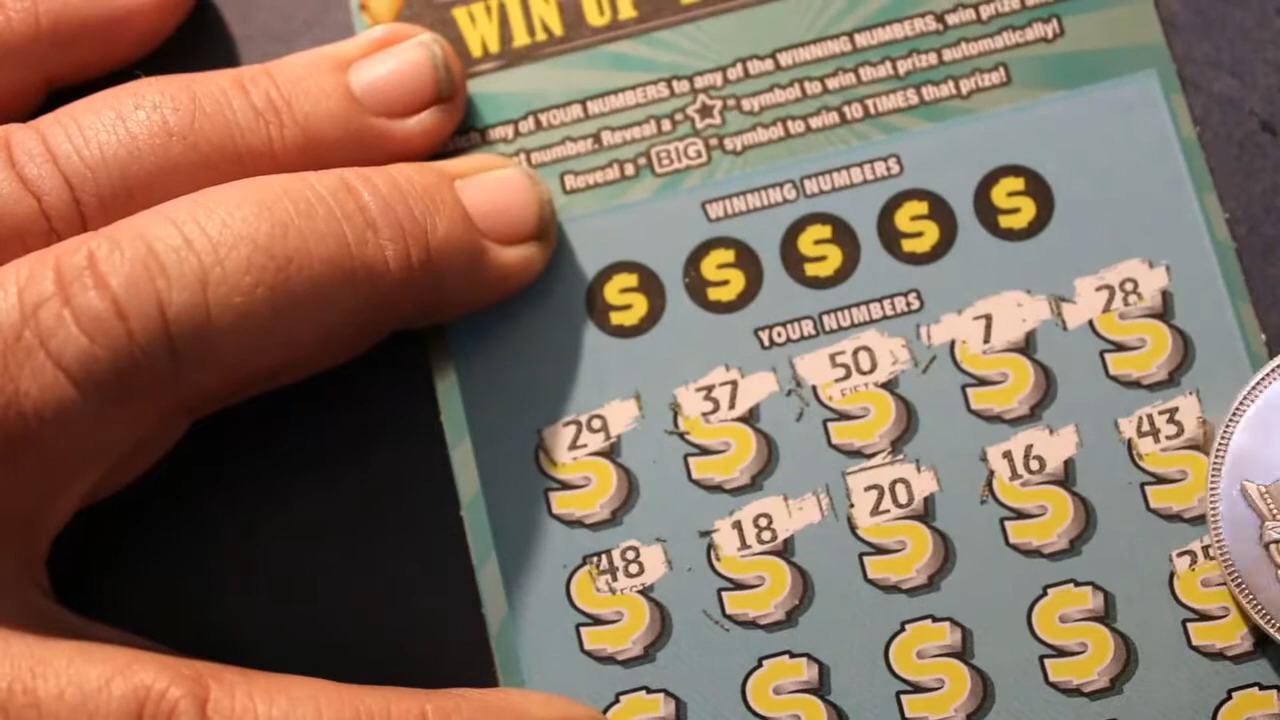 WIN UP
any of YOUR NUMBERS to any of the WINNING NUMBERS, win prize
number. Reveal a "☆" symbol to win that prize automatically!
Reveal a "BIG" symbol to win 10 TIMES that prize!
WINNING NUMBERS
$ $ $ $ $
YOUR NUMBERS
29 37 50 7 28
FIFTY
48 18 20 16 43
25